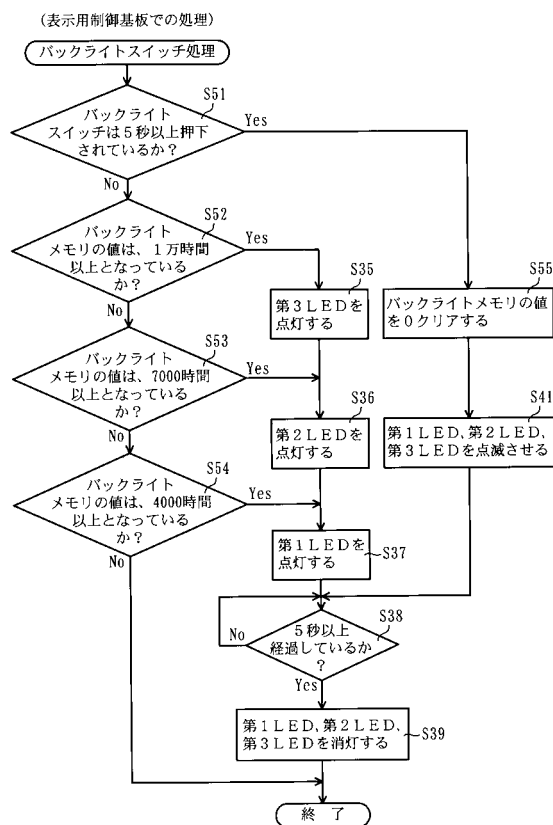 (表示用制御基板での処理)
バックライトスイッチ処理
S51
バック
ライト
スイッチは5秒以上押下
されているか?
Yes
No
S52
バック
ライト
メモリの値は、1万時間
以上となっている
か?
Yes
No
S35
第3LEDを
点灯する
S55
バックライトメモリの値
を0クリアする
S53
バック
ライト
メモリの値は、7000時間
以上となっている
か?
Yes
No
S36
第2LEDを
点灯する
S41
第1LED、第2LED、
第3LEDを点滅させる
S54
バック
ライト
メモリの値は、4000時間
以上となっている
か?
Yes
No
第1LEDを
点灯する
S37
S38
5秒以上
経過しているか
?
No
Yes
第1LED、第2LED、
第3LEDを消灯する
S39
終 了